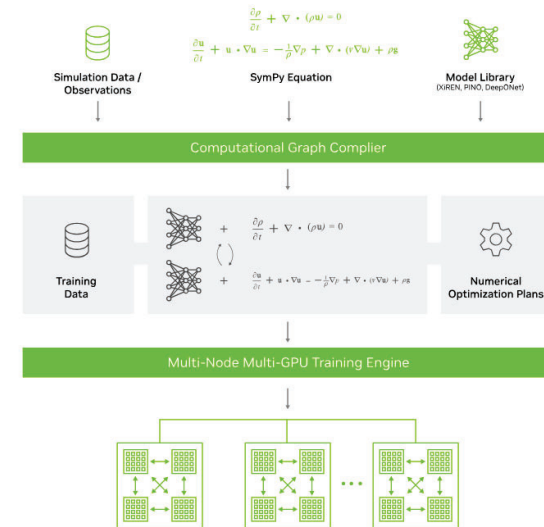 ∂ρ/∂t + ∇ • (ρu) = 0
∂u/∂t + u • ∇u = −1/ρ ∇p + ∇ • (ν∇u) + ρg
Simulation Data /
Observations
SymPy Equation
Model Library
(XiREN, PINO, DeepONet)
Computational Graph Complier
∂ρ/∂t + ∇ • (ρu) = 0
+
∂u/∂t + u • ∇u = −1/ρ ∇p + ∇ • (ν∇u) + ρg
+
Training
Data
Numerical
Optimization Plans
Multi-Node Multi-GPU Training Engine